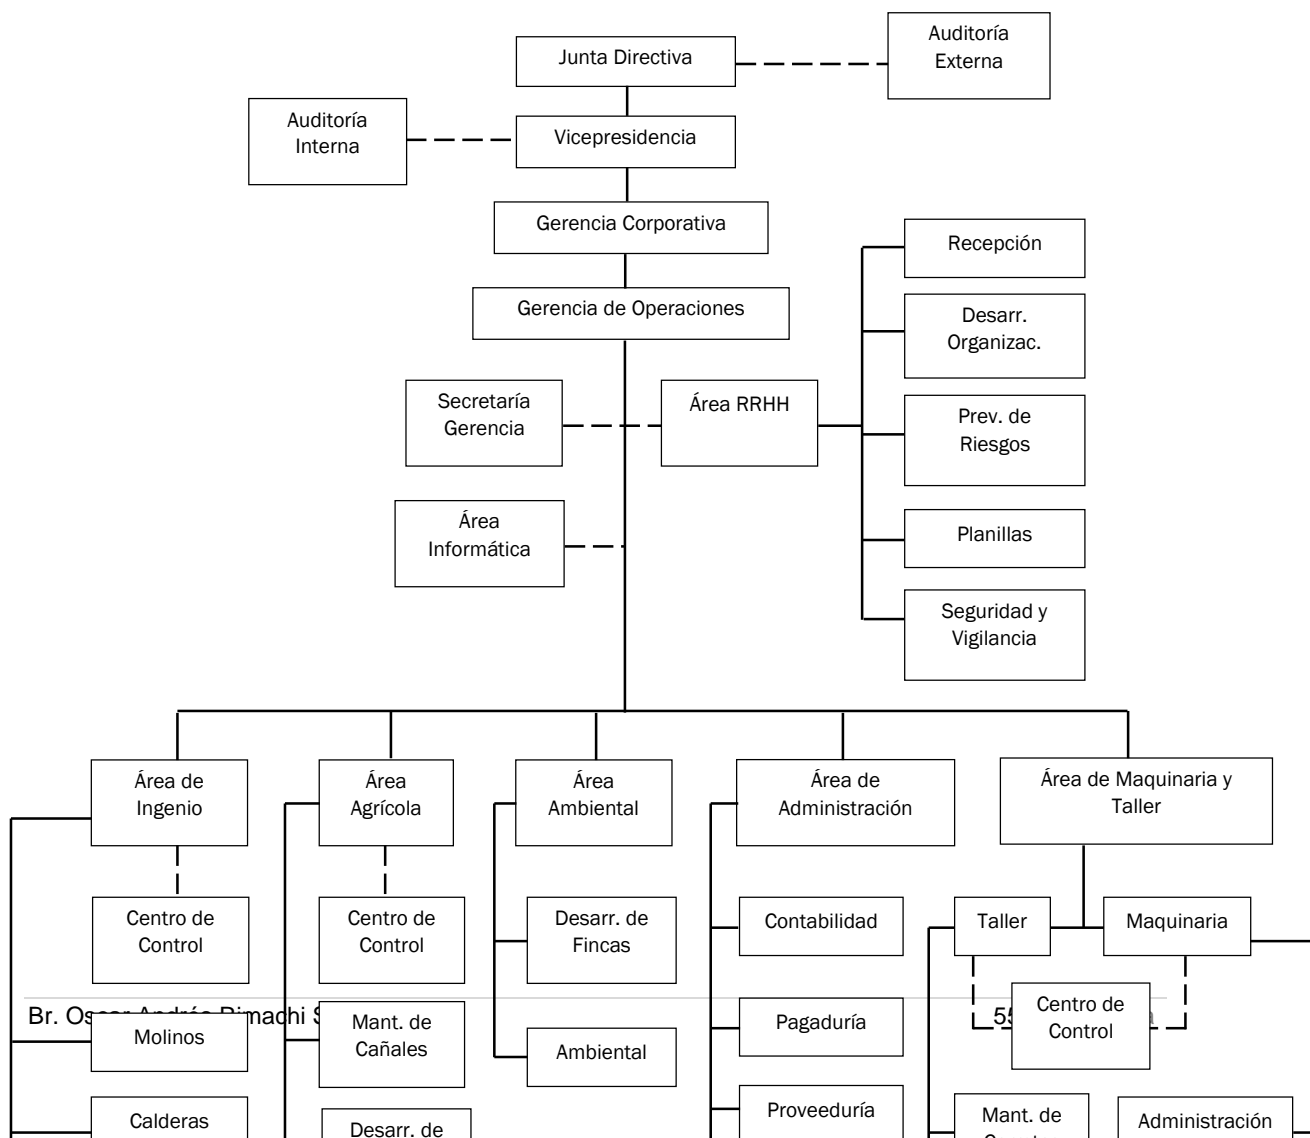 Auditoría
Externa
Junta Directiva
Auditoría
Interna
Vicepresidencia
Gerencia Corporativa
Recepción
Gerencia de Operaciones
Desarr.
Organizac.
Secretaría
Gerencia
Área RRHH
Prev. de
Riesgos
Área
Informática
Planillas
Seguridad y
Vigilancia
Área de
Ingenio
Área
Agrícola
Área
Ambiental
Área de
Administración
Área de Maquinaria y
Taller
Centro de
Control
Centro de
Control
Desarr. de
Fincas
Contabilidad
Taller
Maquinaria
Br.
Molinos
Mant. de
Cañales
Ambiental
Pagaduría
55
Centro de
Control
Calderas
Desarr. de
Proveeduría
Mant. de
Administración